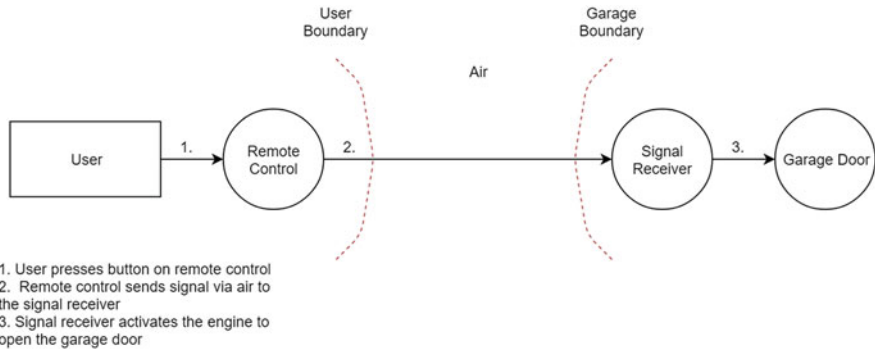 User
Boundary
Garage
Boundary
Air
User
1.
Remote
Control
2.
Signal
Receiver
3.
Garage Door
1. User presses button on remote control
2. Remote control sends signal via air to
the signal receiver
3. Signal receiver activates the engine to
open the garage door